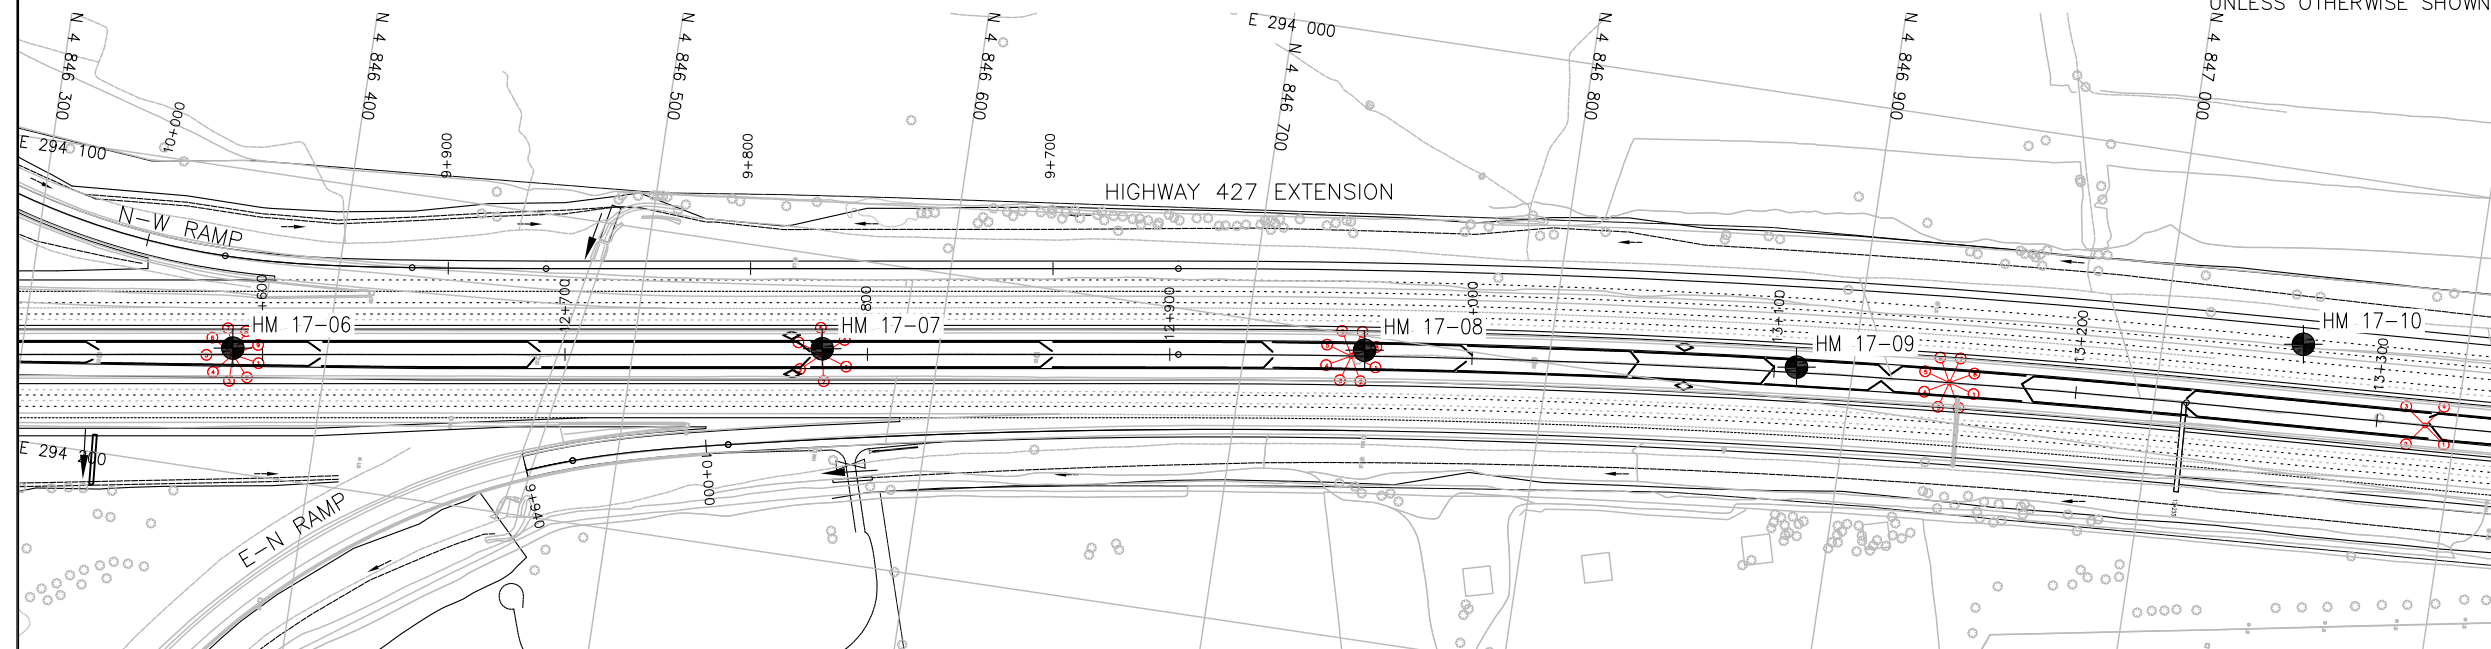 UNLESS OTHERWISE SHOWN
N 4 846 300
N 4 846 400
N 4 846 500
N 4 846 600
E 294 000
N 4 846 700
N 4 846 800
N 4 846 900
N 4 847 000
E 294 100
10+000
9+900
9+800
9+700
HIGHWAY 427 EXTENSION
N-W RAMP
+600
12+700
800
12+900
+000
13+100
13+200
13+300
HM 17-06
HM 17-07
HM 17-08
HM 17-09
HM 17-10
E 294 200
10+000
9+940
E-N RAMP